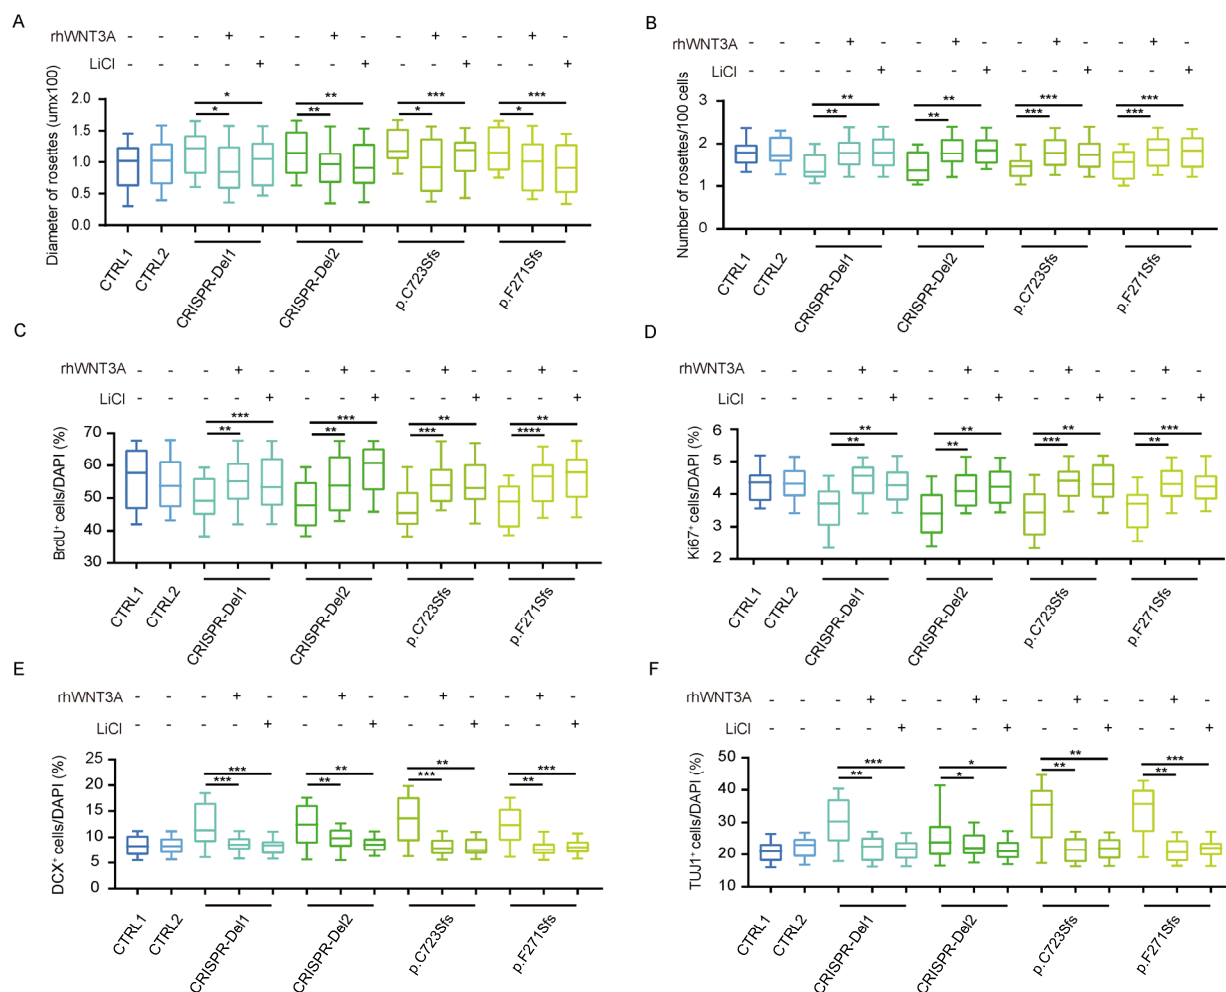 A
rhWNT3A - - - + - - + - - + - - + -
LiCl - - - - + - - + - - + - - +
Diameter of rosettes (umx100)
2.0
1.5
1.0
0.5
0.0
* * ** ** * *** * ***
CTRL1 CTRL2 CRISPR-Del1 CRISPR-Del2 p.C723Sfs p.F271Sfs
B
rhWNT3A - - - + - - + - - + - - + -
LiCl - - - - + - - + - - + - - +
Number of rosettes/100 cells
3
2
1
0
** ** ** ** *** *** *** ***
CTRL1 CTRL2 CRISPR-Del1 CRISPR-Del2 p.C723Sfs p.F271Sfs
C
rhWNT3A - - - + - - + - - + - - + -
LiCl - - - - + - - + - - + - - +
BrdU⁺ cells/DAPI (%)
70
60
50
40
30
** *** ** *** *** ** **** **
CTRL1 CTRL2 CRISPR-Del1 CRISPR-Del2 p.C723Sfs p.F271Sfs
D
rhWNT3A - - - + - - + - - + - - + -
LiCl - - - - + - - + - - + - - +
Ki67⁺ cells/DAPI (%)
6
5
4
3
2
** ** ** ** *** ** ** ***
CTRL1 CTRL2 CRISPR-Del1 CRISPR-Del2 p.C723Sfs p.F271Sfs
E
rhWNT3A - - - + - - + - - + - - + -
LiCl - - - - + - - + - - + - - +
DCX⁺ cells/DAPI (%)
25
20
15
10
5
0
*** *** ** ** *** ** ** ***
CTRL1 CTRL2 CRISPR-Del1 CRISPR-Del2 p.C723Sfs p.F271Sfs
F
rhWNT3A - - - + - - + - - + - - + -
LiCl - - - - + - - + - - + - - +
TUJ1⁺ cells/DAPI (%)
50
40
30
20
10
** *** * * ** ** ** ***
CTRL1 CTRL2 CRISPR-Del1 CRISPR-Del2 p.C723Sfs p.F271Sfs